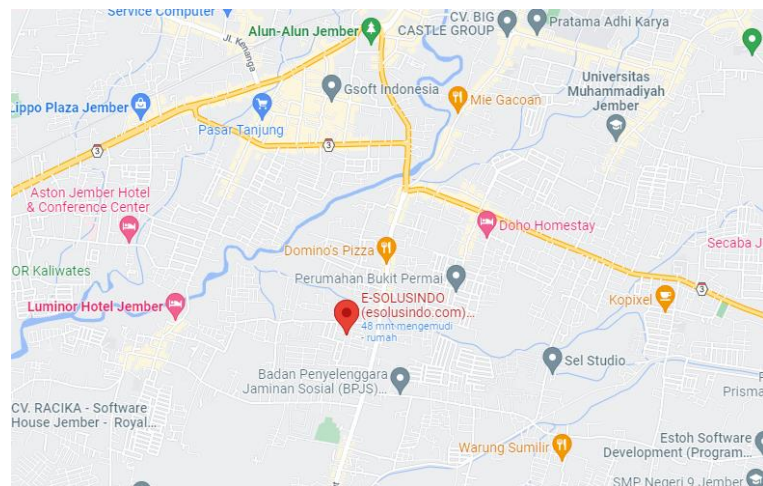 Service Computer
CV. BIG
CASTLE GROUP
Pratama Adhi Karya
Alun-Alun Jember
Jl. Kenanga
Gsoft Indonesia
Mie Gacoan
Universitas
Muhammadiyah
Jember
Lippo Plaza Jember
Pasar Tanjung
3
3
Aston Jember Hotel
& Conference Center
Doho Homestay
Secaba J
Domino's Pizza
OR Kaliwates
Perumahan Bukit Permai
3
Luminor Hotel Jember
E-SOLUSINDO
(esolusindo.com)...
48 mnt mengemudi
- rumah
Kopixel
Sel Studio
Badan Penyelenggara
Jaminan Sosial (BPJS)...
Prisma
CV. RACIKA - Software
House Jember - Royal...
Warung Sumilir
Estoh Software
Development (Program...
SMP Negeri 9 Jember